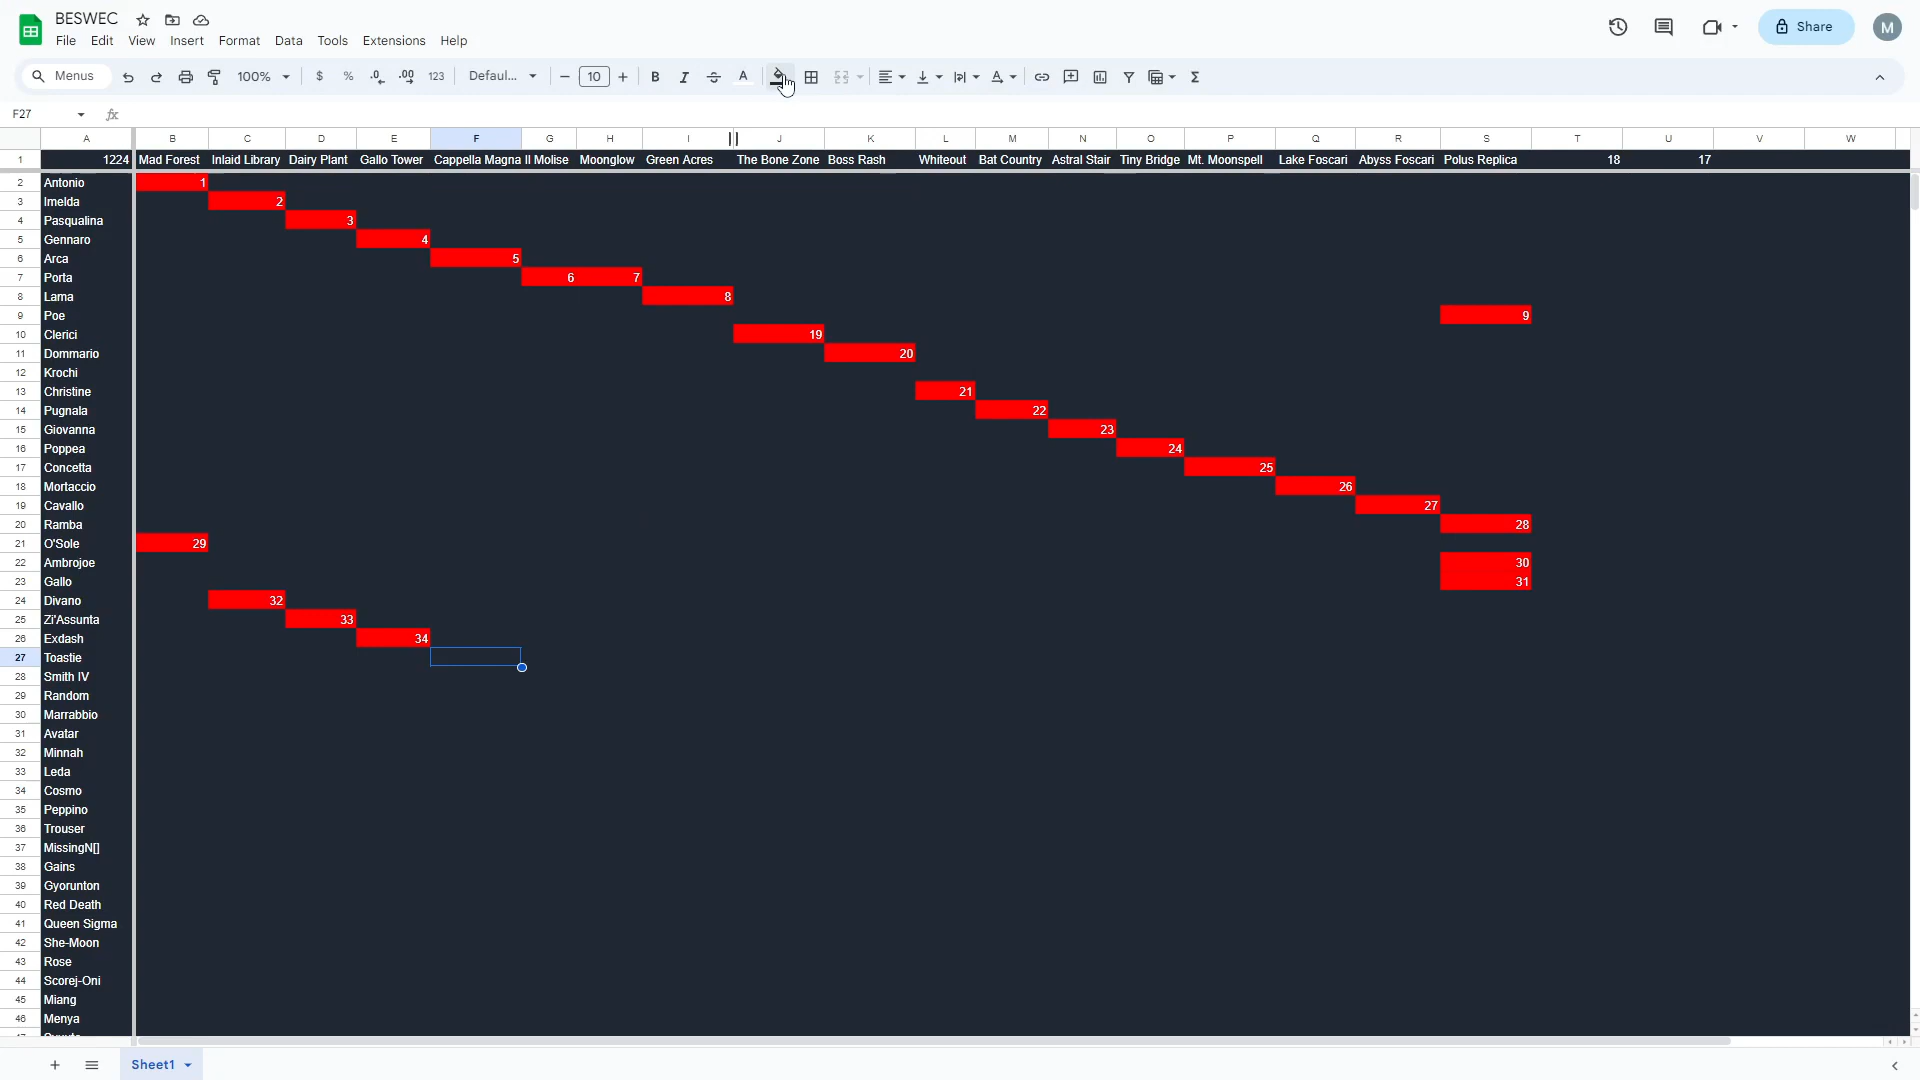 BESWEC
File Edit View Insert Format Data Tools Extensions Help
Share M
Menus 100% $ % .0 .00 123 Defaul... 10 B I A Σ
F27 fx
A B C D E F G H I J K L M N O P Q R S T U V W
1 1224 Mad Forest Inlaid Library Dairy Plant Gallo Tower Cappella Magna Il Molise Moonglow Green Acres The Bone Zone Boss Rash Whiteout Bat Country Astral Stair Tiny Bridge Mt. Moonspell Lake Foscari Abyss Foscari Polus Replica 18 17
2 Antonio 1
3 Imelda 2
4 Pasqualina 3
5 Gennaro 4
6 Arca 5
7 Porta 6 7
8 Lama 8
9 Poe 9
10 Clerici 19
11 Dommario 20
12 Krochi
13 Christine 21
14 Pugnala 22
15 Giovanna 23
16 Poppea 24
17 Concetta 25
18 Mortaccio 26
19 Cavallo 27
20 Ramba 28
21 O'Sole 29
22 Ambrojoe 30
23 Gallo 31
24 Divano 32
25 Zi'Assunta 33
26 Exdash 34
27 Toastie
28 Smith IV
29 Random
30 Marrabbio
31 Avatar
32 Minnah
33 Leda
34 Cosmo
35 Peppino
36 Trouser
37 MissingN[]
38 Gains
39 Gyorunton
40 Red Death
41 Queen Sigma
42 She-Moon
43 Rose
44 Scorej-Oni
45 Miang
46 Menya
Sheet1